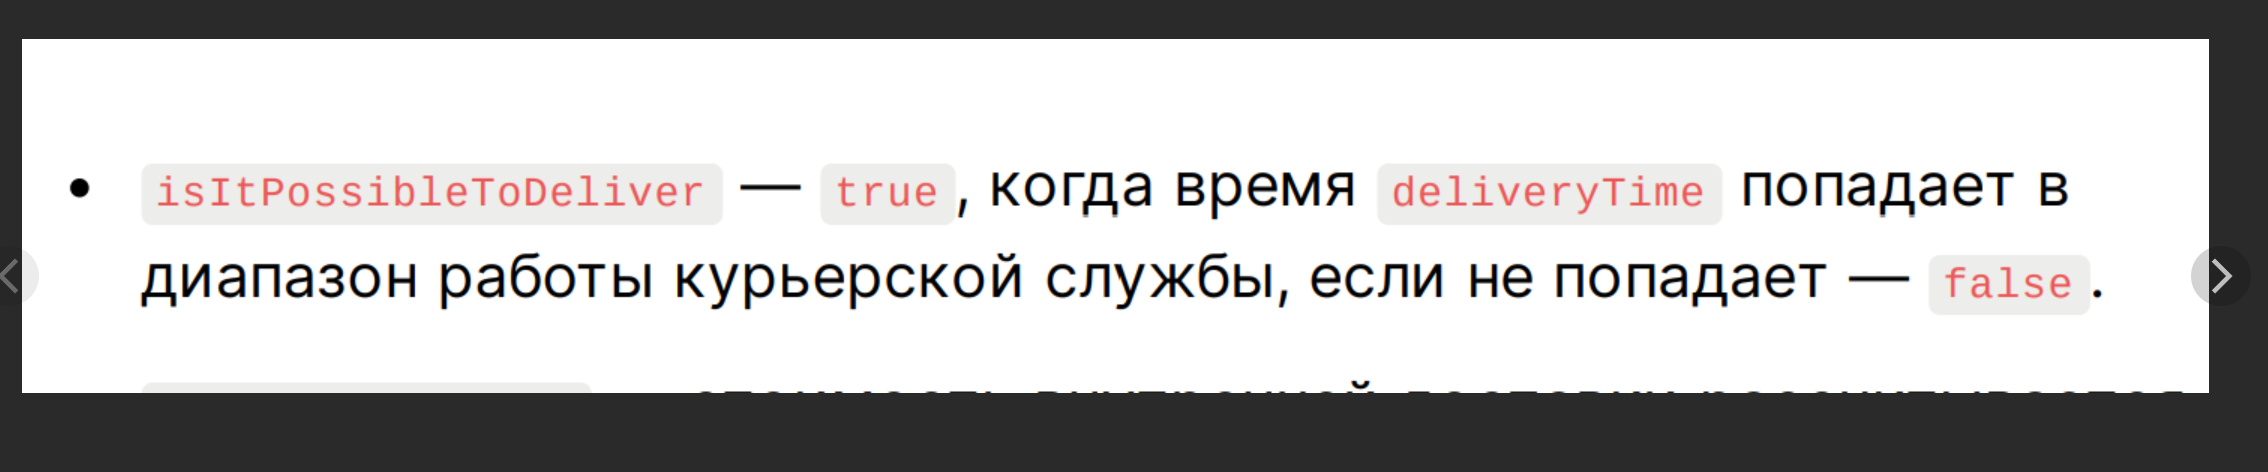 • isItPossibleToDeliver — true, когда время deliveryTime попадает в
диапазон работы курьерской службы, если не попадает — false.